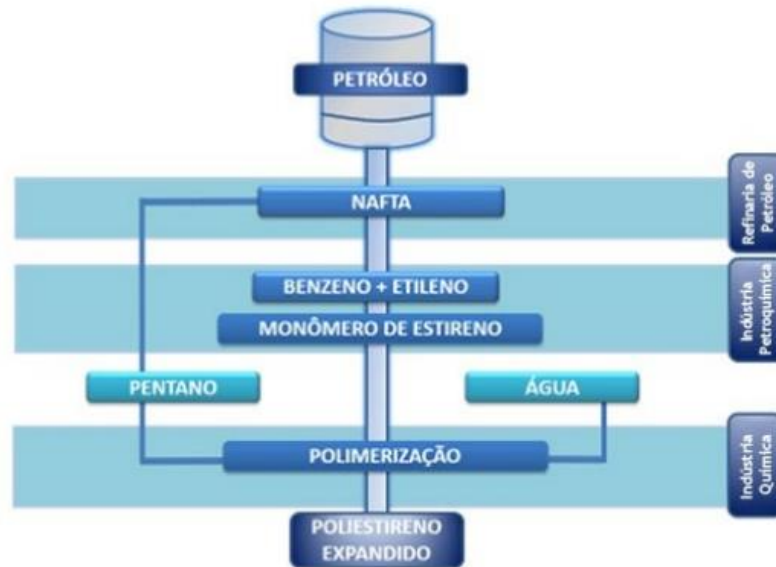 PETRÓLEO
NAFTA
Refinaria de
Petróleo
BENZENO + ETILENO
MONÔMERO DE ESTIRENO
Indústria
Petroquímica
PENTANO
ÁGUA
POLIMERIZAÇÃO
Indústria
Química
POLIESTIRENO
EXPANDIDO